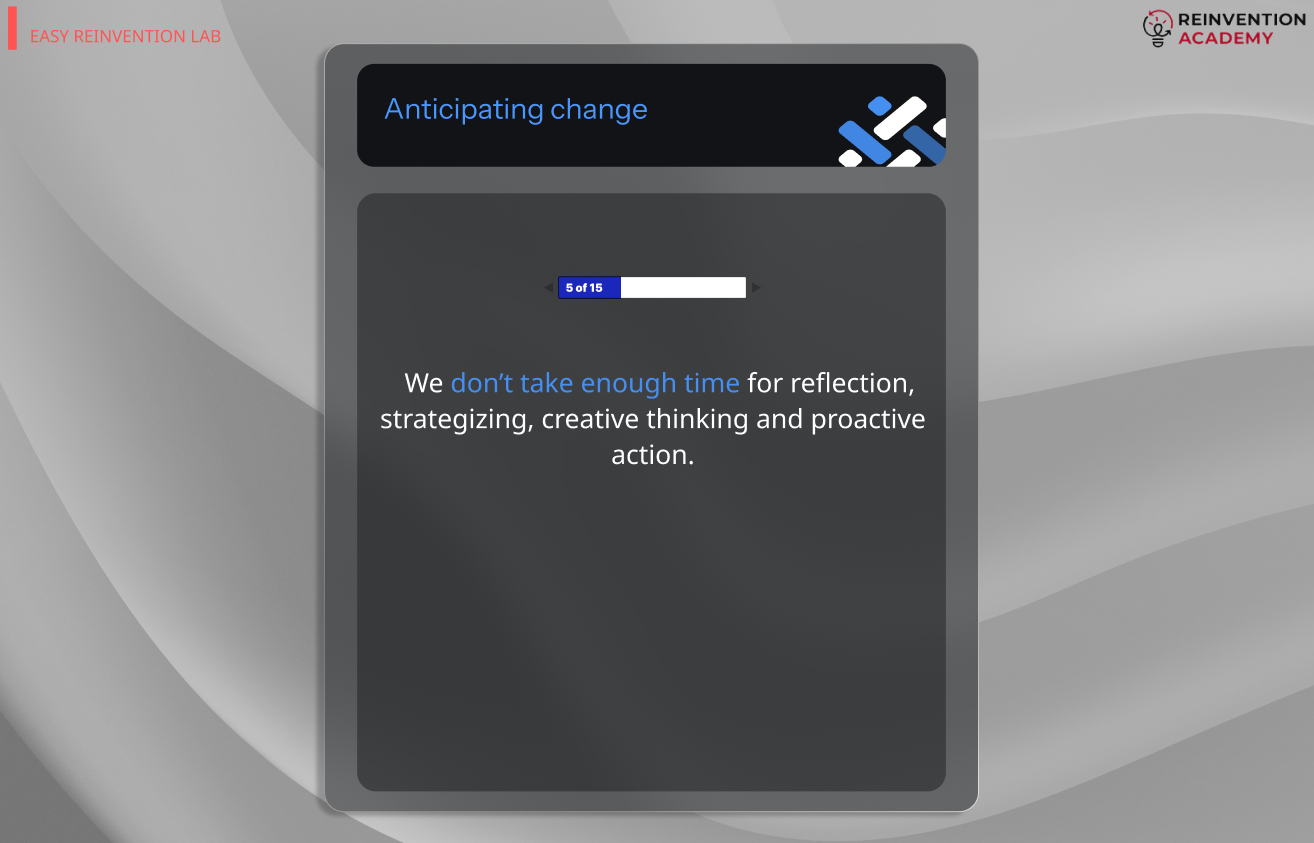 EASY REINVENTION LAB
REINVENTION
ACADEMY
Anticipating change
5 of 15
We don’t take enough time for reflection,
strategizing, creative thinking and proactive
action.